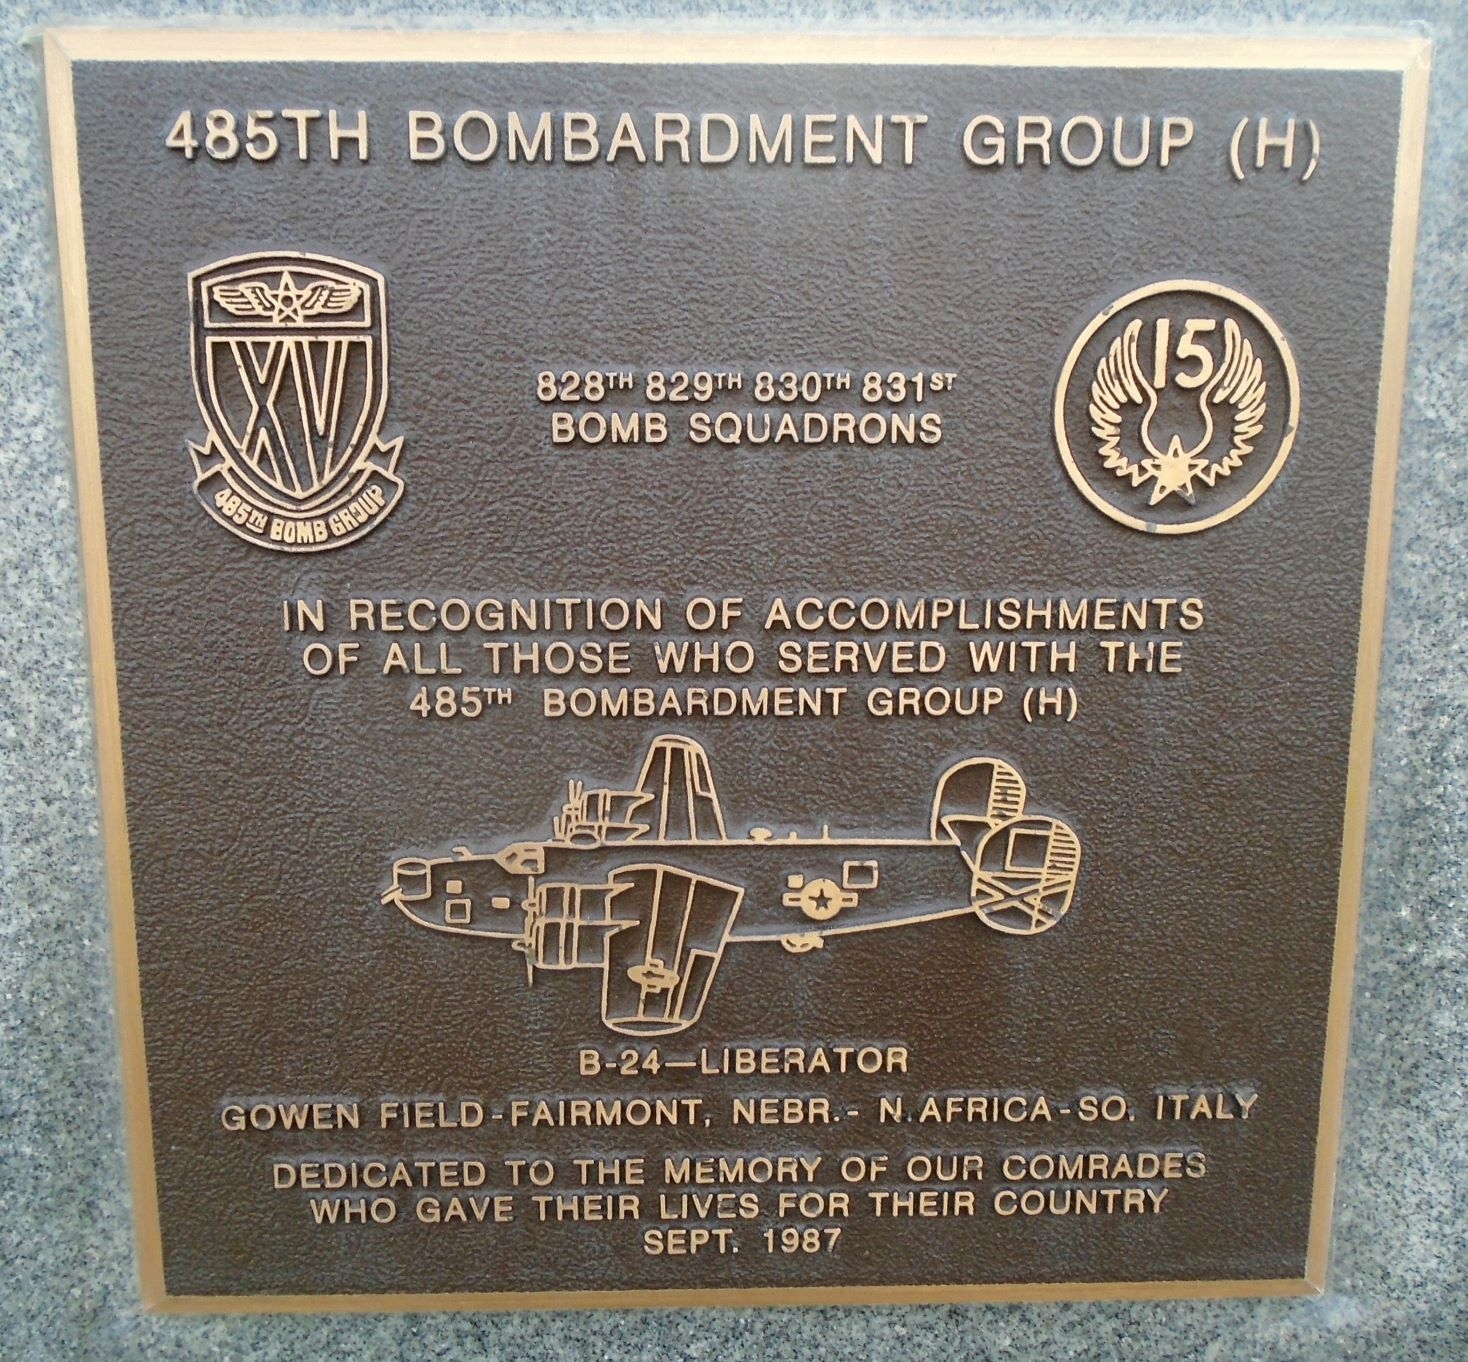 485TH BOMBARDMENT GROUP (H)
XV
485TH BOMB GROUP
828TH 829TH 830TH 831ST
BOMB SQUADRONS
15
IN RECOGNITION OF ACCOMPLISHMENTS
OF ALL THOSE WHO SERVED WITH THE
485TH BOMBARDMENT GROUP (H)
B-24—LIBERATOR
GOWEN FIELD-FAIRMONT, NEBR.- N.AFRICA-SO. ITALY
DEDICATED TO THE MEMORY OF OUR COMRADES
WHO GAVE THEIR LIVES FOR THEIR COUNTRY
SEPT. 1987